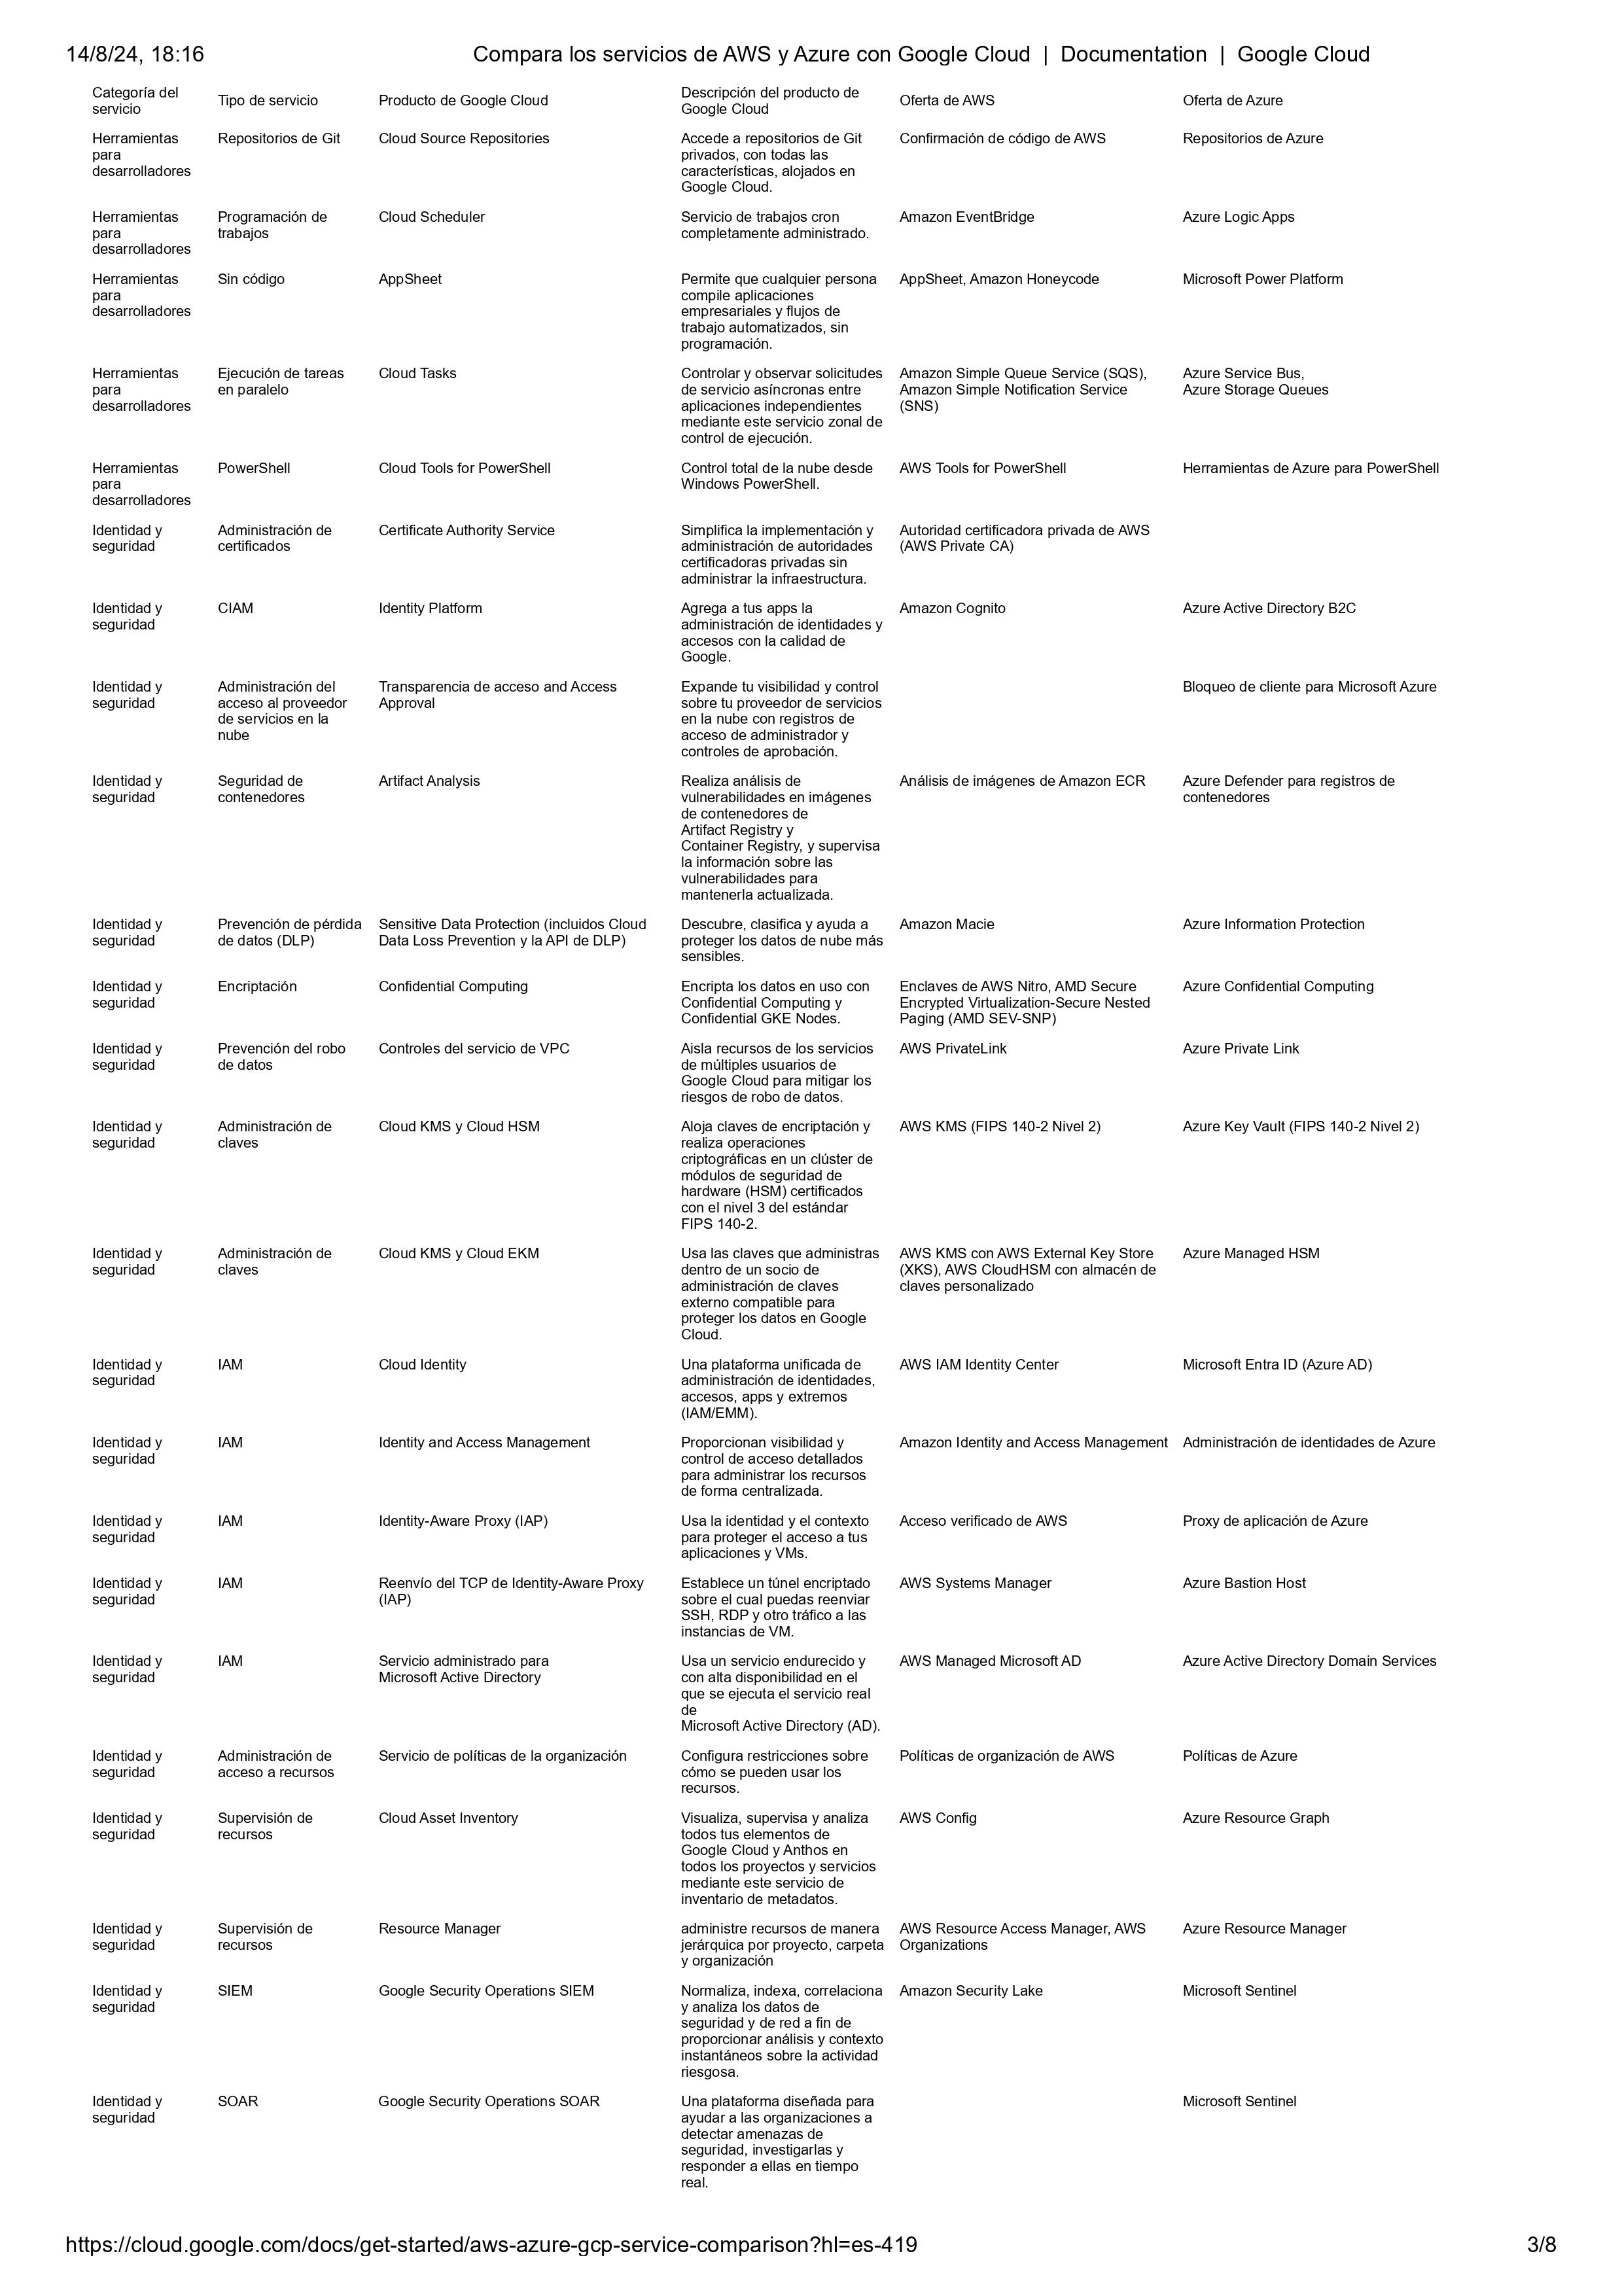 14/8/24, 18:16
Compara los servicios de AWS y Azure con Google Cloud | Documentation | Google Cloud
Categoría del
servicio
Tipo de servicio
Producto de Google Cloud
Descripción del producto de
Google Cloud
Oferta de AWS
Oferta de Azure
Herramientas
para
desarrolladores
Repositorios de Git
Cloud Source Repositories
Accede a repositorios de Git
privados, con todas las
características, alojados en
Google Cloud.
Confirmación de código de AWS
Repositorios de Azure
Herramientas
para
desarrolladores
Programación de
trabajos
Cloud Scheduler
Servicio de trabajos cron
completamente administrado.
Amazon EventBridge
Azure Logic Apps
Herramientas
para
desarrolladores
Sin código
AppSheet
Permite que cualquier persona
compile aplicaciones
empresariales y flujos de
trabajo automatizados, sin
programación.
AppSheet, Amazon Honeycode
Microsoft Power Platform
Herramientas
para
desarrolladores
Ejecución de tareas
en paralelo
Cloud Tasks
Controlar y observar solicitudes
de servicio asíncronas entre
aplicaciones independientes
mediante este servicio zonal de
control de ejecución.
Amazon Simple Queue Service (SQS),
Amazon Simple Notification Service
(SNS)
Azure Service Bus,
Azure Storage Queues
Herramientas
para
desarrolladores
PowerShell
Cloud Tools for PowerShell
Control total de la nube desde
Windows PowerShell.
AWS Tools for PowerShell
Herramientas de Azure para PowerShell
Identidad y
seguridad
Administración de
certificados
Certificate Authority Service
Simplifica la implementación y
administración de autoridades
certificadoras privadas sin
administrar la infraestructura.
Autoridad certificadora privada de AWS
(AWS Private CA)
Identidad y
seguridad
CIAM
Identity Platform
Agrega a tus apps la
administración de identidades y
accesos con la calidad de
Google.
Amazon Cognito
Azure Active Directory B2C
Identidad y
seguridad
Administración del
acceso al proveedor
de servicios en la
nube
Transparencia de acceso and Access
Approval
Expande tu visibilidad y control
sobre tu proveedor de servicios
en la nube con registros de
acceso de administrador y
controles de aprobación.
Bloqueo de cliente para Microsoft Azure
Identidad y
seguridad
Seguridad de
contenedores
Artifact Analysis
Realiza análisis de
vulnerabilidades en imágenes
de contenedores de
Artifact Registry y
Container Registry, y supervisa
la información sobre las
vulnerabilidades para
mantenerla actualizada.
Análisis de imágenes de Amazon ECR
Azure Defender para registros de
contenedores
Identidad y
seguridad
Prevención de pérdida
de datos (DLP)
Sensitive Data Protection (incluidos Cloud
Data Loss Prevention y la API de DLP)
Descubre, clasifica y ayuda a
proteger los datos de nube más
sensibles.
Amazon Macie
Azure Information Protection
Identidad y
seguridad
Encriptación
Confidential Computing
Encripta los datos en uso con
Confidential Computing y
Confidential GKE Nodes.
Enclaves de AWS Nitro, AMD Secure
Encrypted Virtualization-Secure Nested
Paging (AMD SEV-SNP)
Azure Confidential Computing
Identidad y
seguridad
Prevención del robo
de datos
Controles del servicio de VPC
Aisla recursos de los servicios
de múltiples usuarios de
Google Cloud para mitigar los
riesgos de robo de datos.
AWS PrivateLink
Azure Private Link
Identidad y
seguridad
Administración de
claves
Cloud KMS y Cloud HSM
Aloja claves de encriptación y
realiza operaciones
criptográficas en un clúster de
módulos de seguridad de
hardware (HSM) certificados
con el nivel 3 del estándar
FIPS 140-2.
AWS KMS (FIPS 140-2 Nivel 2)
Azure Key Vault (FIPS 140-2 Nivel 2)
Identidad y
seguridad
Administración de
claves
Cloud KMS y Cloud EKM
Usa las claves que administras
dentro de un socio de
administración de claves
externo compatible para
proteger los datos en Google
Cloud.
AWS KMS con AWS External Key Store
(XKS), AWS CloudHSM con almacén de
claves personalizado
Azure Managed HSM
Identidad y
seguridad
IAM
Cloud Identity
Una plataforma unificada de
administración de identidades,
accesos, apps y extremos
(IAM/EMM).
AWS IAM Identity Center
Microsoft Entra ID (Azure AD)
Identidad y
seguridad
IAM
Identity and Access Management
Proporcionan visibilidad y
control de acceso detallados
para administrar los recursos
de forma centralizada.
Amazon Identity and Access Management
Administración de identidades de Azure
Identidad y
seguridad
IAM
Identity-Aware Proxy (IAP)
Usa la identidad y el contexto
para proteger el acceso a tus
aplicaciones y VMs.
Acceso verificado de AWS
Proxy de aplicación de Azure
Identidad y
seguridad
IAM
Reenvío del TCP de Identity-Aware Proxy
(IAP)
Establece un túnel encriptado
sobre el cual puedas reenviar
SSH, RDP y otro tráfico a las
instancias de VM.
AWS Systems Manager
Azure Bastion Host
Identidad y
seguridad
IAM
Servicio administrado para
Microsoft Active Directory
Usa un servicio endurecido y
con alta disponibilidad en el
que se ejecuta el servicio real
de
Microsoft Active Directory (AD).
AWS Managed Microsoft AD
Azure Active Directory Domain Services
Identidad y
seguridad
Administración de
acceso a recursos
Servicio de políticas de la organización
Configura restricciones sobre
cómo se pueden usar los
recursos.
Políticas de organización de AWS
Políticas de Azure
Identidad y
seguridad
Supervisión de
recursos
Cloud Asset Inventory
Visualiza, supervisa y analiza
todos tus elementos de
Google Cloud y Anthos en
todos los proyectos y servicios
mediante este servicio de
inventario de metadatos.
AWS Config
Azure Resource Graph
Identidad y
seguridad
Supervisión de
recursos
Resource Manager
administre recursos de manera
jerárquica por proyecto, carpeta
y organización
AWS Resource Access Manager, AWS
Organizations
Azure Resource Manager
Identidad y
seguridad
SIEM
Google Security Operations SIEM
Normaliza, indexa, correlaciona
y analiza los datos de
seguridad y de red a fin de
proporcionar análisis y contexto
instantáneos sobre la actividad
riesgosa.
Amazon Security Lake
Microsoft Sentinel
Identidad y
seguridad
SOAR
Google Security Operations SOAR
Una plataforma diseñada para
ayudar a las organizaciones a
detectar amenazas de
seguridad, investigarlas y
responder a ellas en tiempo
real.
Microsoft Sentinel
https://cloud.google.com/docs/get-started/aws-azure-gcp-service-comparison?hl=es-419
3/8